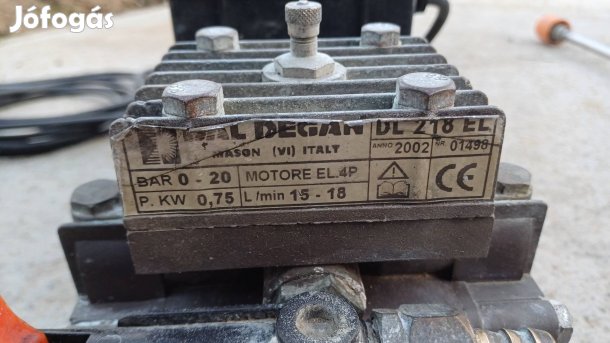 Jófogás
DAL DEGAN DL 218 EL
MASON (VI) ITALY ANNO 2002 NR. 01498
BAR 0 - 20 MOTORE EL.4P
P. KW 0,75 L/min 15 - 18 CE